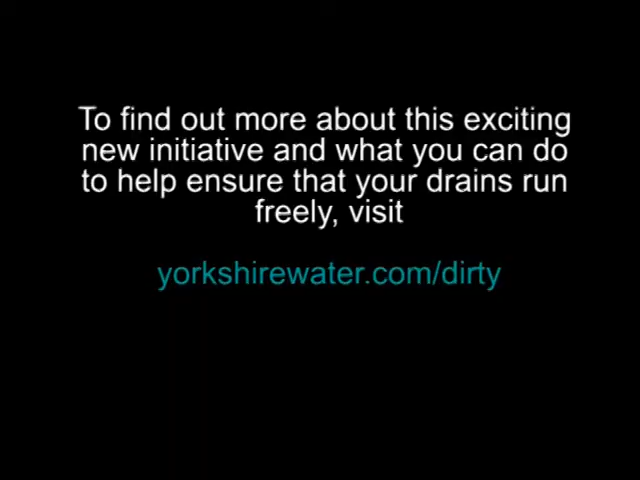 To find out more about this exciting
new initiative and what you can do
to help ensure that your drains run
freely, visit
yorkshirewater.com/dirty